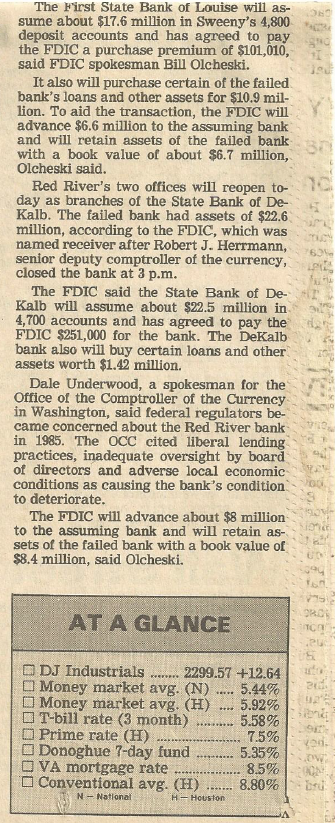 The First State Bank of Louise will as-
sume about $17.6 million in Sweeny's 4,800
deposit accounts and has agreed to pay
the FDIC a purchase premium of $101,010,
said FDIC spokesman Bill Olcheski.
It also will purchase certain of the failed
bank's loans and other assets for $10.9 mil-
lion. To aid the transaction, the FDIC will
advance $6.6 million to the assuming bank
and will retain assets of the failed bank
with a book value of about $6.7 million,
Olcheski said.
Red River's two offices will reopen to-
day as branches of the State Bank of De-
Kalb. The failed bank had assets of $22.6
million, according to the FDIC, which was
named receiver after Robert J. Herrmann,
senior deputy comptroller of the currency,
closed the bank at 3 p.m.
The FDIC said the State Bank of De-
Kalb will assume about $22.5 million in
4,700 accounts and has agreed to pay the
FDIC $251,000 for the bank. The DeKalb
bank also will buy certain loans and other
assets worth $1.42 million.
Dale Underwood, a spokesman for the
Office of the Comptroller of the Currency
in Washington, said federal regulators be-
came concerned about the Red River bank
in 1985. The OCC cited liberal lending
practices, inadequate oversight by board
of directors and adverse local economic
conditions as causing the bank's condition
to deteriorate.
The FDIC will advance about $8 million
to the assuming bank and will retain as-
sets of the failed bank with a book value of
$8.4 million, said Olcheski.
AT A GLANCE
☐ DJ Industrials ........ 2299.57 +12.64
☐ Money market avg. (N) ..... 5.44%
☐ Money market avg. (H) ..... 5.92%
☐ T-bill rate (3 month) ........... 5.58%
☐ Prime rate (H) .................... 7.5%
☐ Donoghue 7-day fund ......... 5.35%
☐ VA mortgage rate ................ 8.5%
☐ Conventional avg. (H) ....... 8.80%
N — National H — Houston